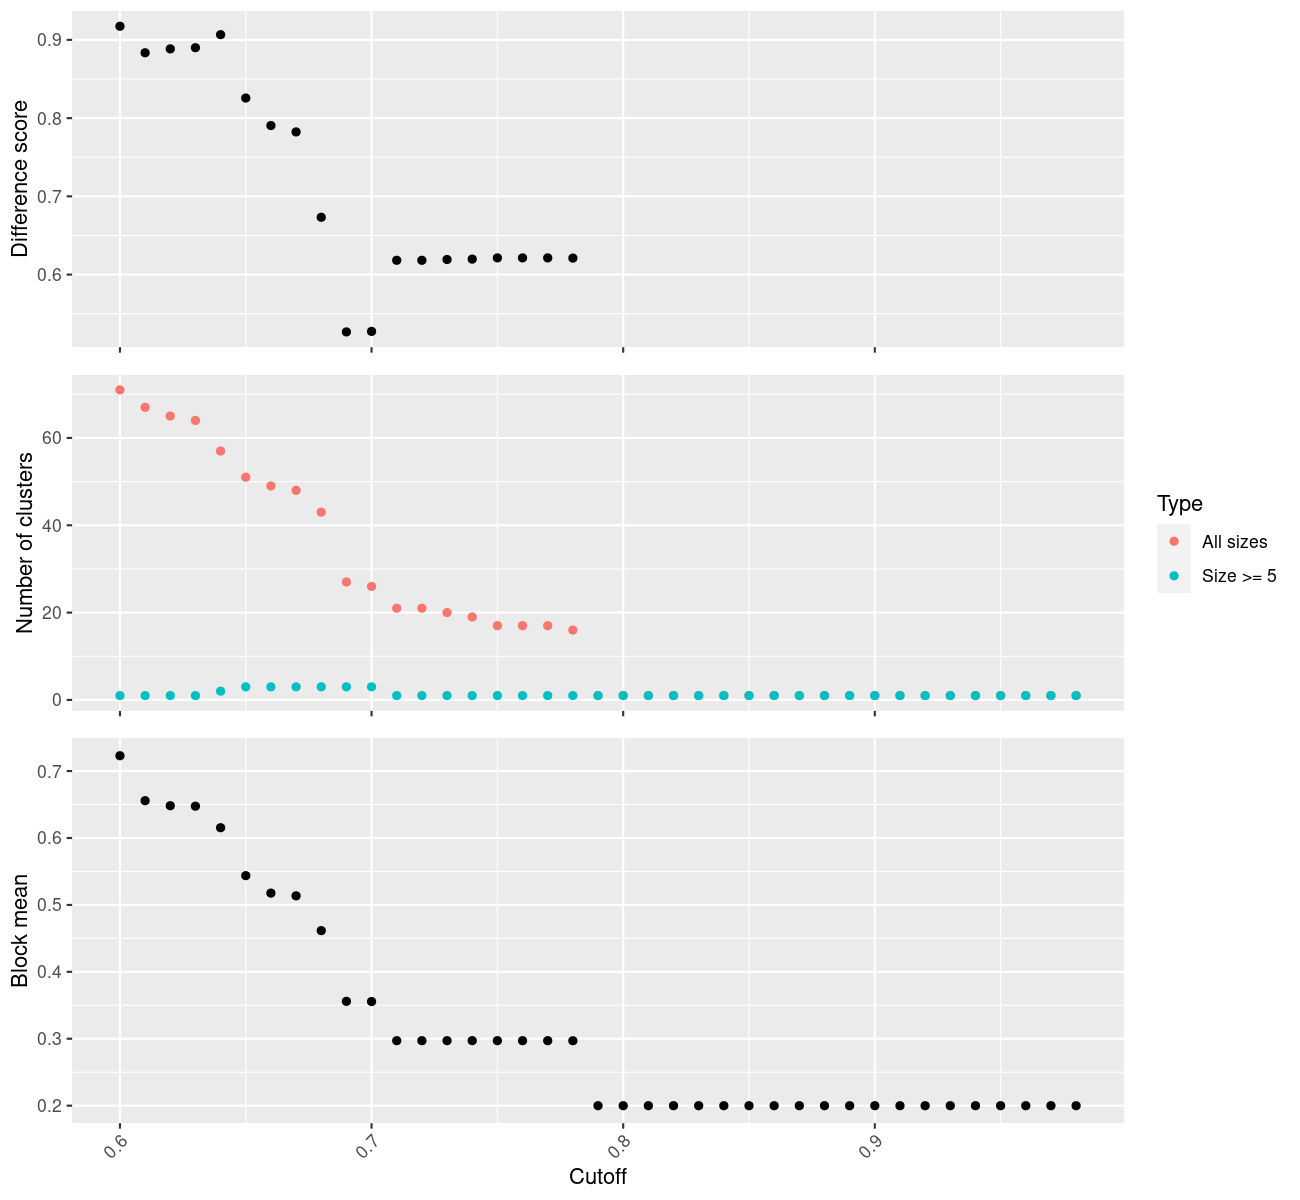 Difference score
0.9
0.8
0.7
0.6
Number of clusters
60
40
20
0
Type
All sizes
Size >= 5
Block mean
0.7
0.6
0.5
0.4
0.3
0.2
0.6
0.7
0.8
0.9
Cutoff